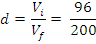 d = V_i / V_f = 96 / 200